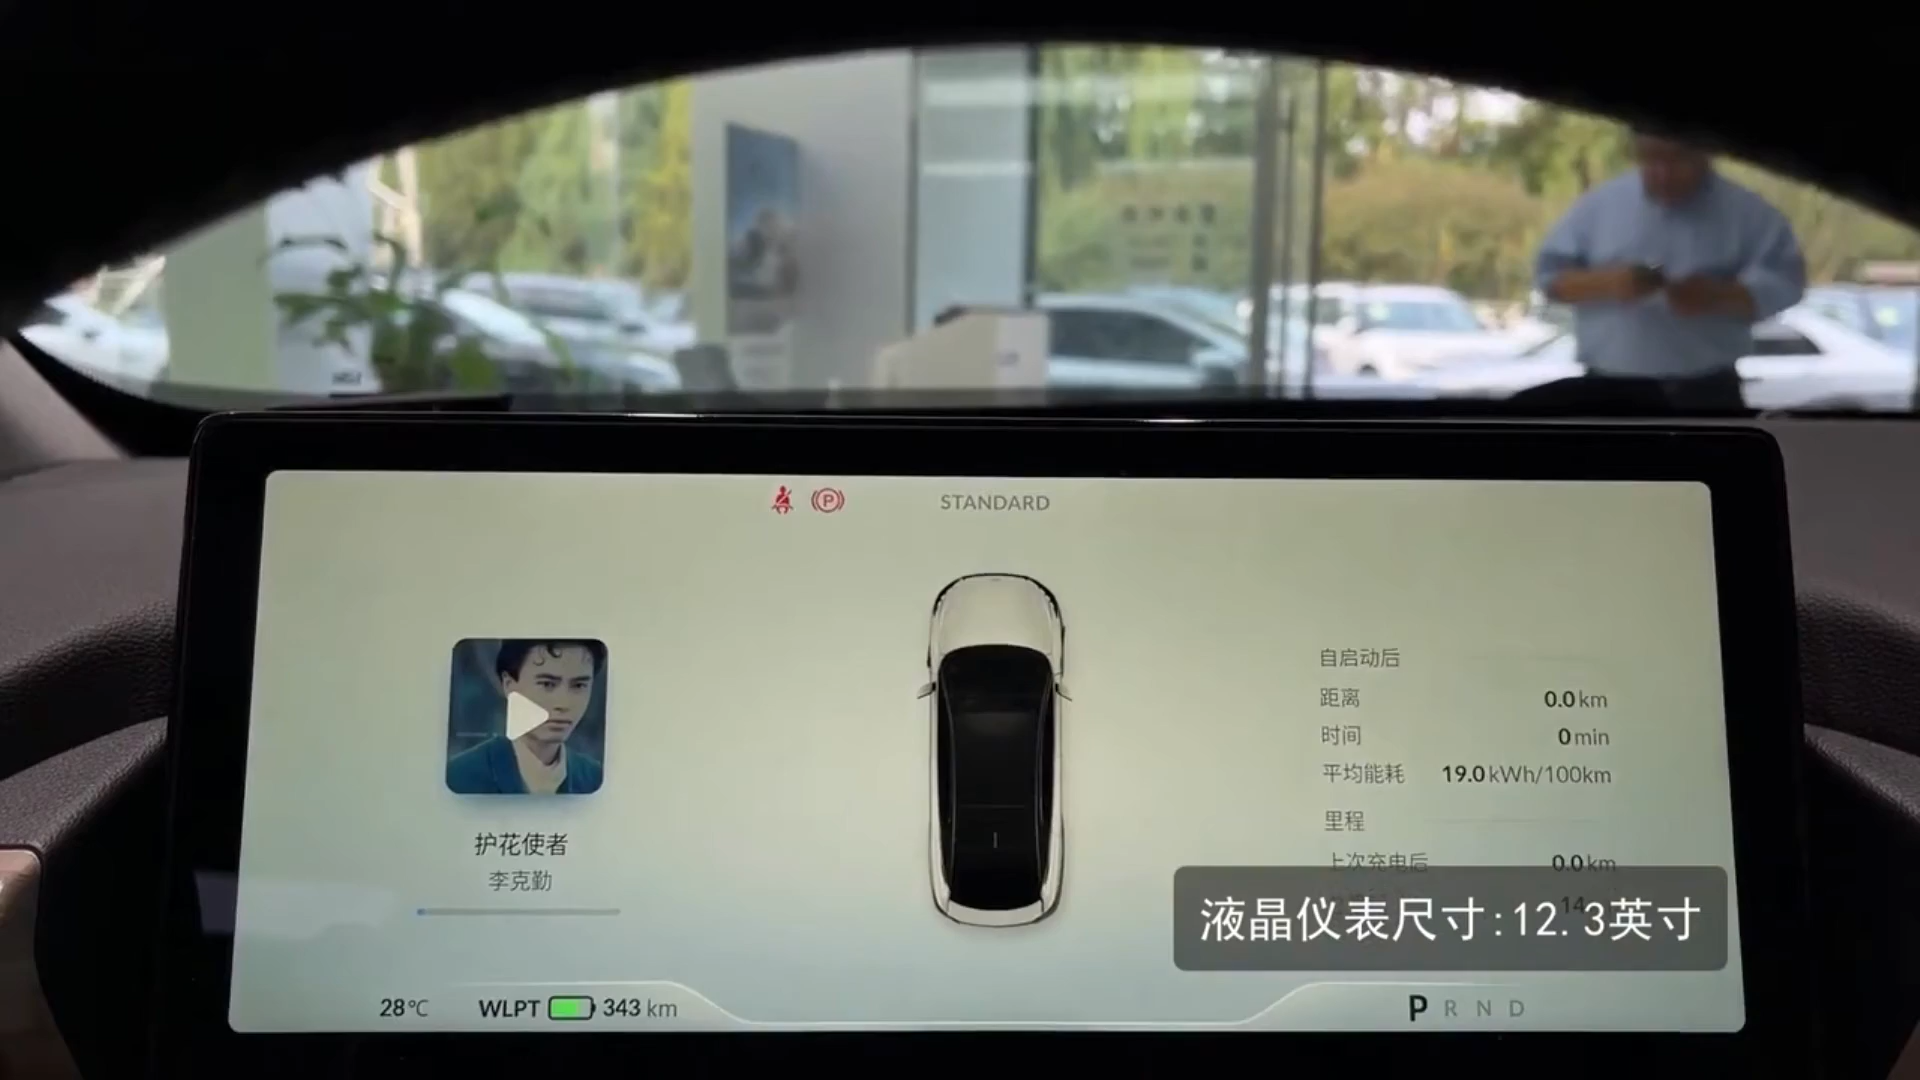 STANDARD
自启动后
距离 0.0 km
时间 0 min
平均能耗 19.0 kWh/100km
里程
上次充电后 0.0 km
14
护花使者
李克勤
液晶仪表尺寸:12.3英寸
28°C WLPT 343 km
P R N D